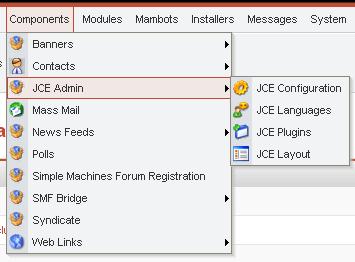 Components Modules Mambots Installers Messages System
Banners
Contacts
JCE Admin
Mass Mail
News Feeds
Polls
Simple Machines Forum Registration
SMF Bridge
Syndicate
Web Links
JCE Configuration
JCE Languages
JCE Plugins
JCE Layout